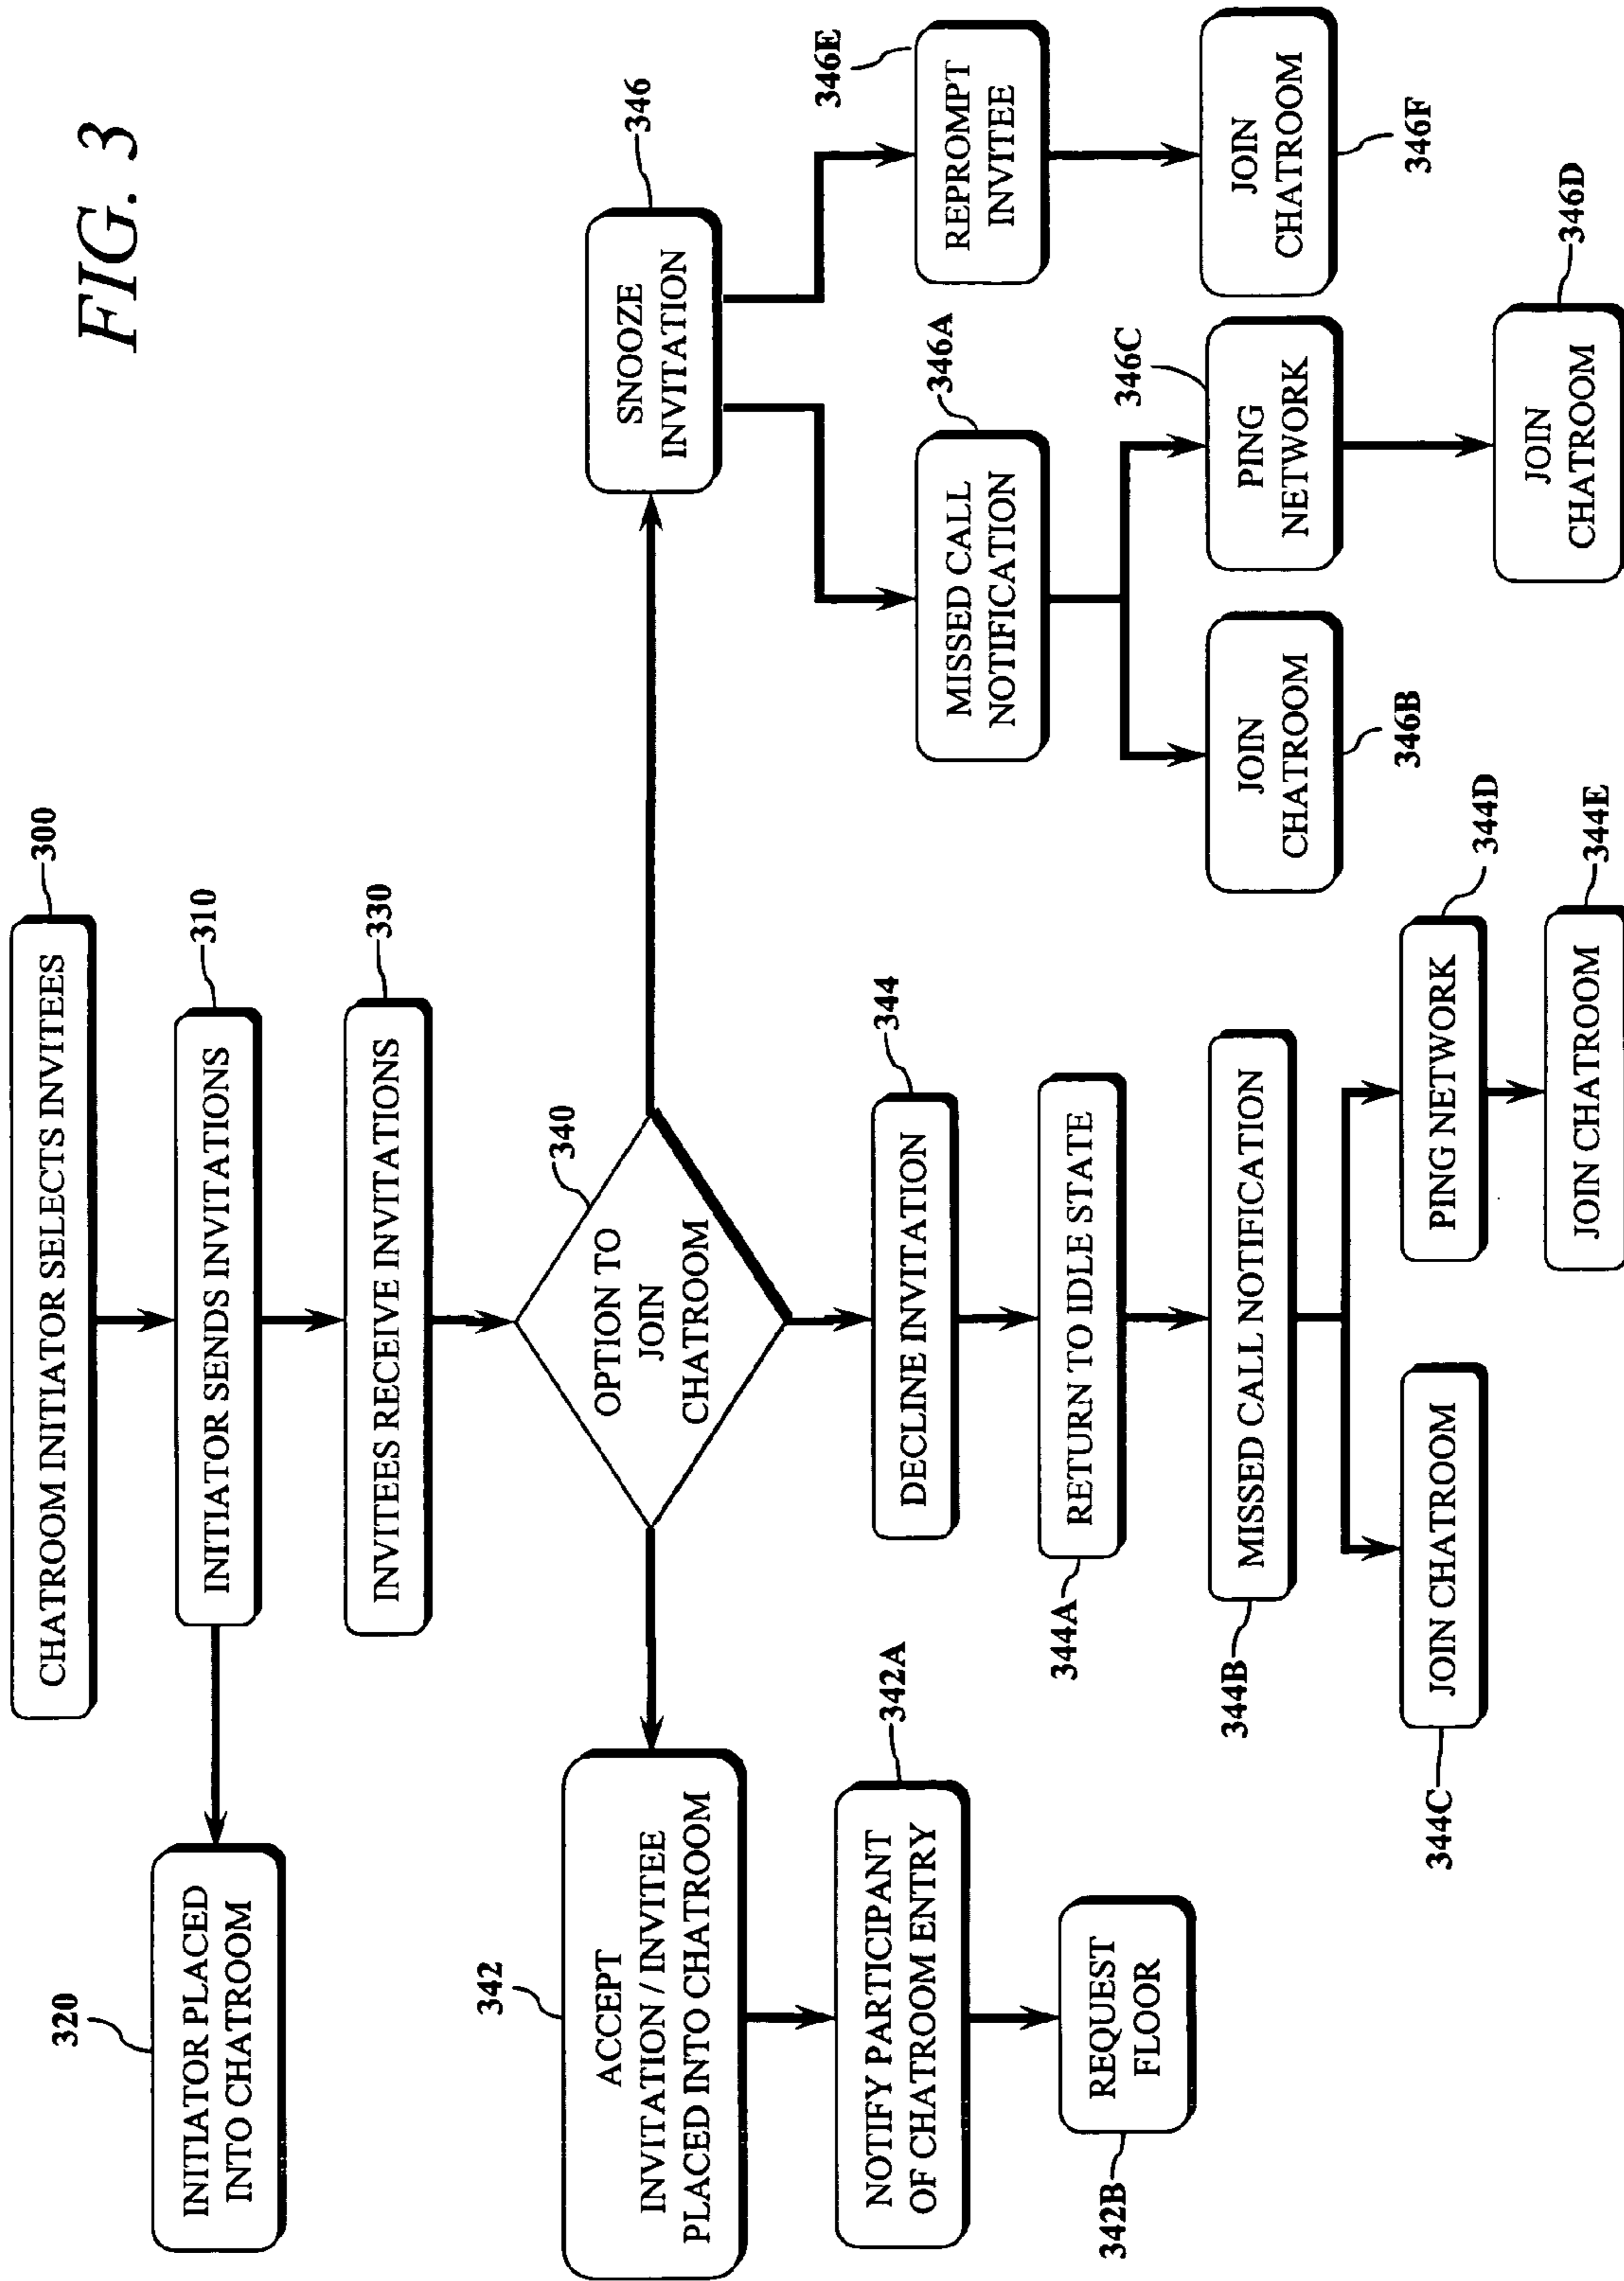 FIG. 3
CHATROOM INITIATOR SELECTS INVITEES
300
INITIATOR SENDS INVITATIONS
310
INITIATOR PLACED
INTO CHATROOM
320
INVITEES RECEIVE INVITATIONS
330
OPTION TO
JOIN
CHATROOM
340
ACCEPT
INVITATION / INVITEE
PLACED INTO CHATROOM
342
NOTIFY PARTICIPANT
OF CHATROOM ENTRY
342A
REQUEST
FLOOR
342B
DECLINE INVITATION
344
RETURN TO IDLE STATE
344A
MISSED CALL NOTIFICATION
344B
JOIN CHATROOM
344C
PING NETWORK
344D
JOIN CHATROOM
344E
SNOOZE
INVITATION
346
MISSED CALL
NOTIFICATION
346A
JOIN
CHATROOM
346B
PING
NETWORK
346C
JOIN
CHATROOM
346D
REPROMPT
INVITEE
346E
JOIN
CHATROOM
346F